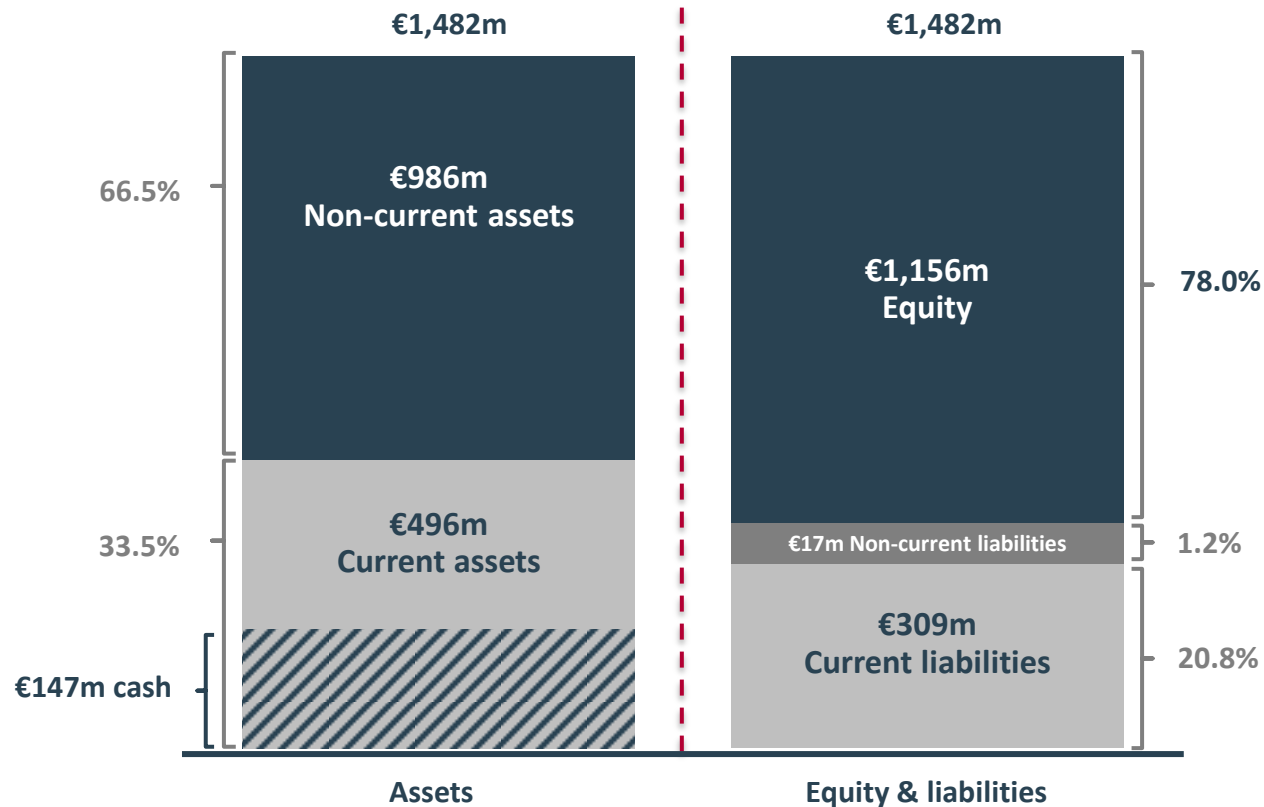 €1,482m
66.5%
€986m
Non-current assets
33.5%
€496m
Current assets
€147m cash
Assets
€1,482m
€1,156m
Equity
78.0%
€17m Non-current liabilities
1.2%
€309m
Current liabilities
20.8%
Equity & liabilities